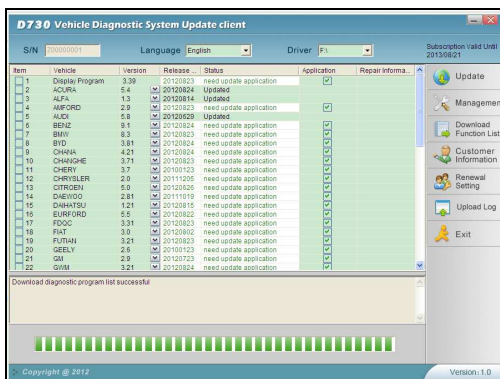 D730 Vehicle Diagnostic System Update client
S/N 700000001 Language English Driver F:\ Subscription Valid Until 2013/08/21
Item Vehicle Version Release ... Status Application Repair Informa...
1 Display Program 3.39 20120823 need update application
2 ACURA 5.4 20120824 Updated
3 ALFA 1.3 20120814 Updated
4 AMFORD 2.9 20120823 need update application
5 AUDI 5.8 20120529 Updated
6 BENZ 9.1 20120824 need update application
7 BMW 8.3 20120824 need update application
8 BYD 3.81 20120824 need update application
9 CHANA 4.21 20120824 need update application
10 CHANGHE 3.71 20120823 need update application
11 CHERY 3.7 20100123 need update application
12 CHRYSLER 2.0 20111205 need update application
13 CITROEN 5.0 20120626 need update application
14 DAEWOO 2.81 20111019 need update application
15 DAIHATSU 1.21 20120815 need update application
16 EURFORD 5.5 20120822 need update application
17 FDQC 3.31 20120823 need update application
18 FIAT 3.0 20120802 need update application
19 FUTIAN 3.21 20120823 need update application
20 GEELY 2.6 20100123 need update application
21 GM 2.9 20120723 need update application
22 GWM 3.21 20120824 need update application
Update
Managemen
Download
Function List
Customer
Information
Renewal
Setting
Upload Log
Exit
Download diagnostic program list successful
Copyright @ 2012
Version: 1.0